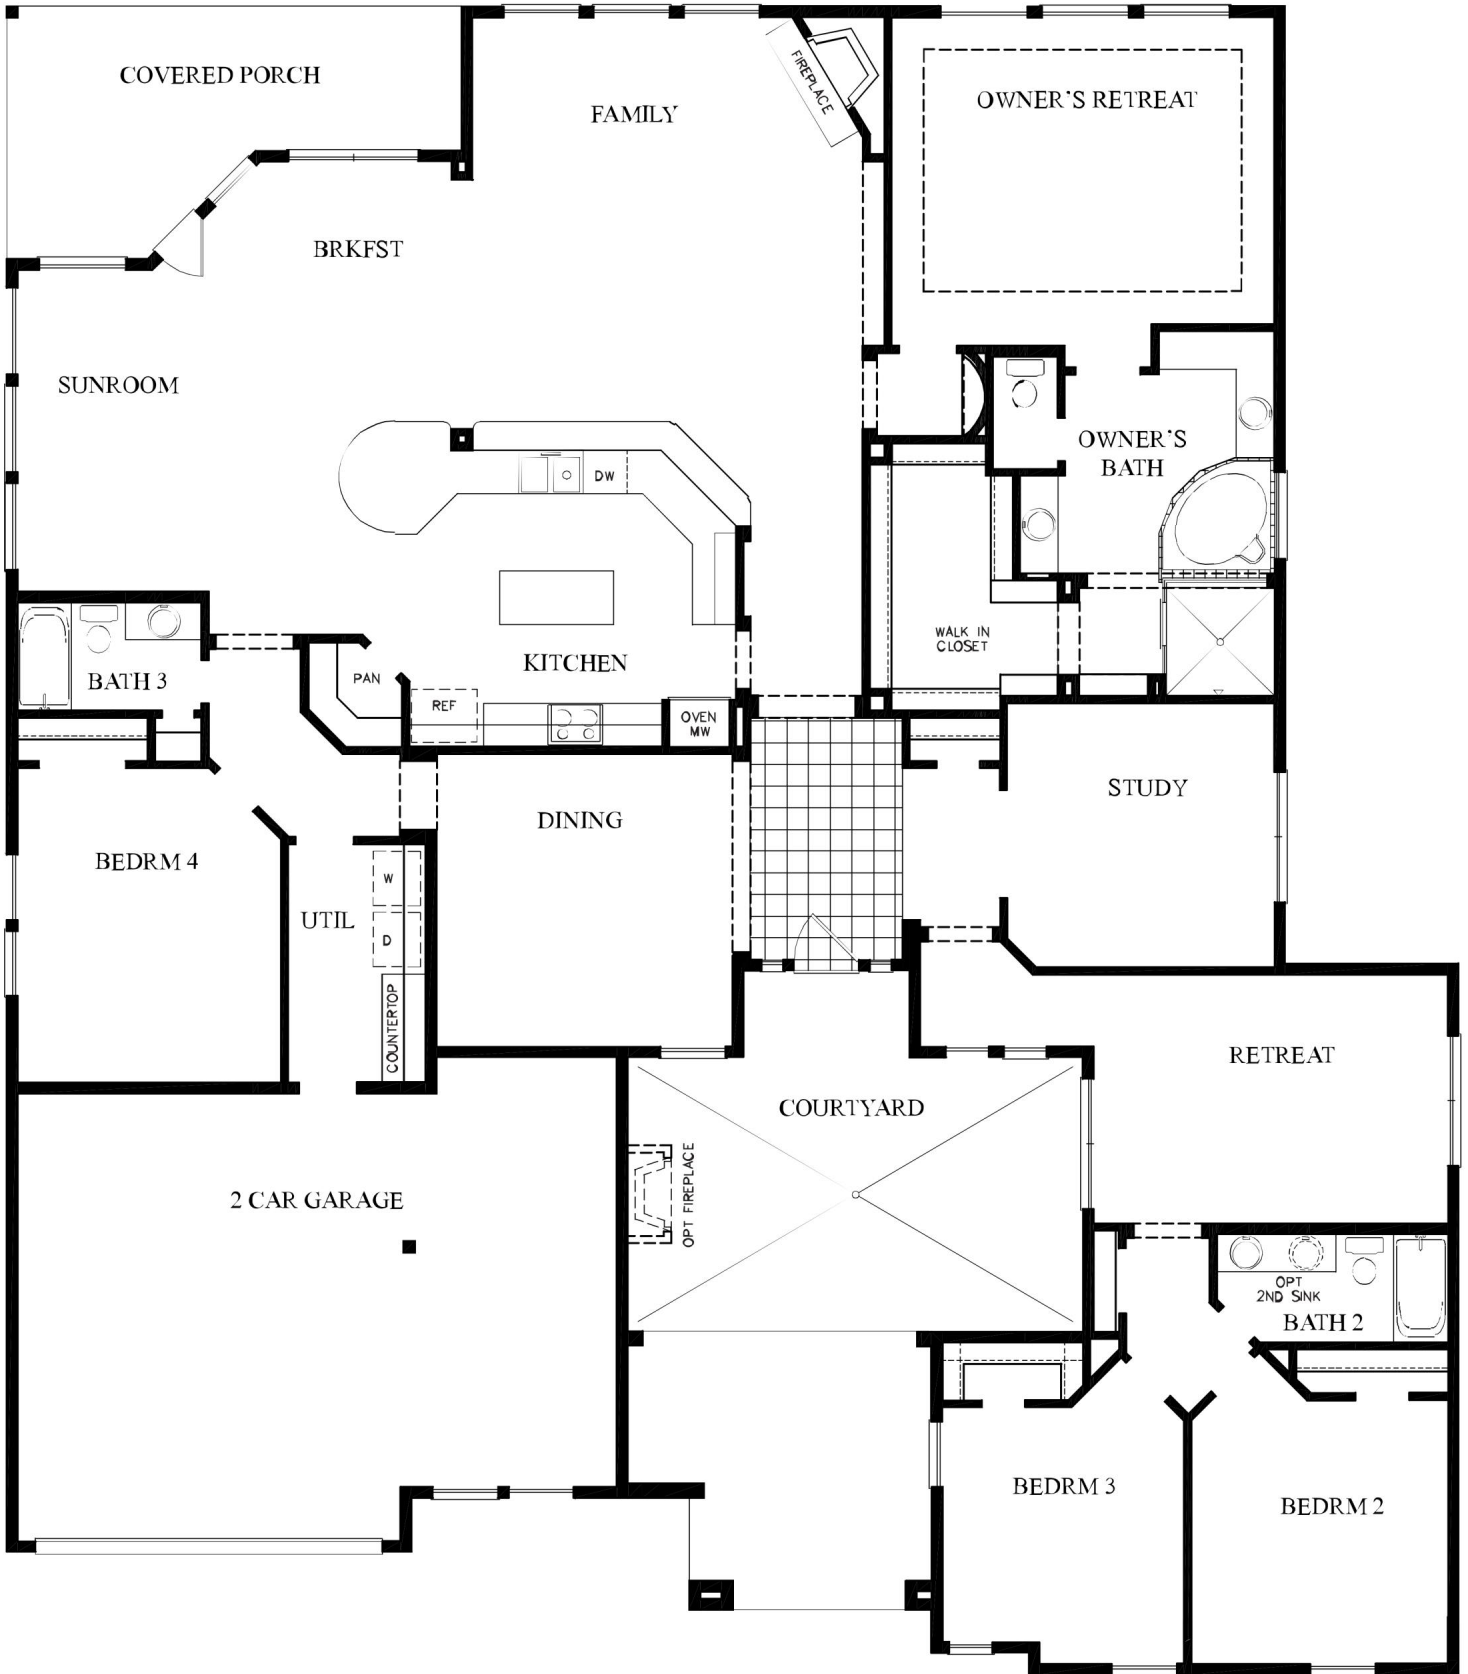 COVERED PORCH
FAMILY
FIREPLACE
OWNER'S RETREAT
BRKFST
SUNROOM
DW
OWNER'S
BATH
WALK IN
CLOSET
KITCHEN
PAN
BATH 3
REF
OVEN
MW
STUDY
DINING
BEDRM 4
W
UTIL
D
COUNTERTOP
RETREAT
COURTYARD
OPT FIREPLACE
2 CAR GARAGE
OPT
2ND SINK
BATH 2
BEDRM 3
BEDRM 2